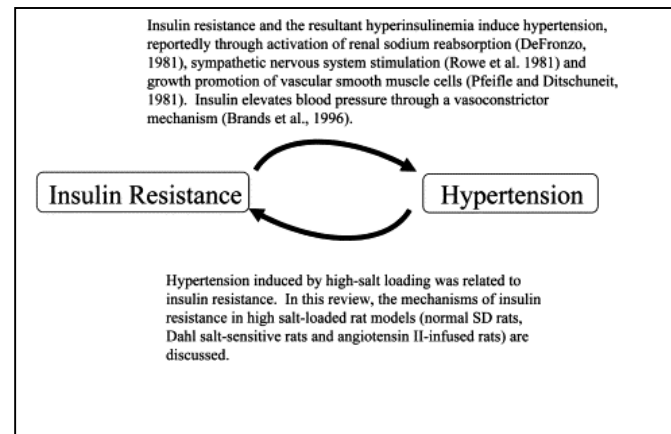 Insulin resistance and the resultant hyperinsulinemia induce hypertension,
reportedly through activation of renal sodium reabsorption (DeFronzo,
1981), sympathetic nervous system stimulation (Rowe et al. 1981) and
growth promotion of vascular smooth muscle cells (Pfeifle and Ditschuneit,
1981). Insulin elevates blood pressure through a vasoconstrictor
mechanism (Brands et al., 1996).
Insulin Resistance
Hypertension
Hypertension induced by high-salt loading was related to
insulin resistance. In this review, the mechanisms of insulin
resistance in high salt-loaded rat models (normal SD rats,
Dahl salt-sensitive rats and angiotensin II-infused rats) are
discussed.